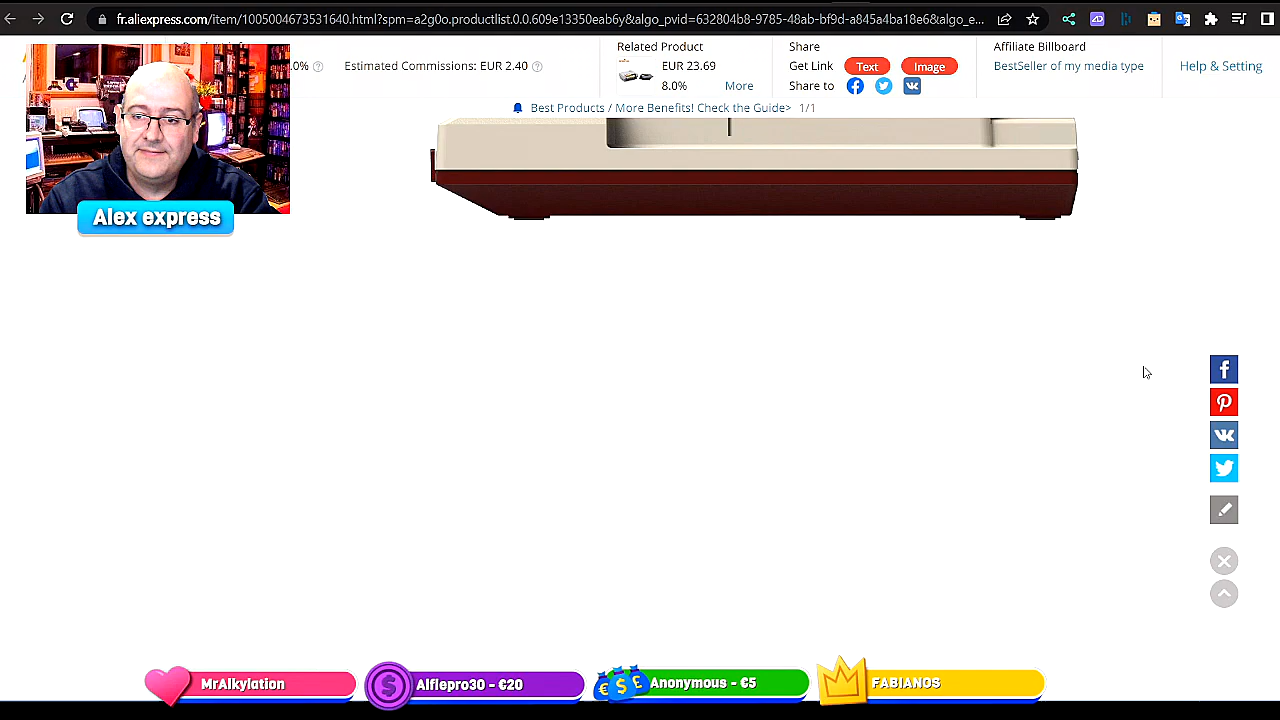 fr.aliexpress.com/item/1005004673531640.html?spm=a2g0o.productlist.0.0.609e13350eab6y&algo_pvid=632804b8-9785-48ab-bf9d-a845a4ba18e6&algo_e...
.0%
Estimated Commissions: EUR 2.40
Related Product
EUR 23.69
8.0%
More
Share
Get Link
Text
Image
Share to
Affiliate Billboard
BestSeller of my media type
Help & Setting
Best Products / More Benefits! Check the Guide> 1/1
Alex express
MrAlkylation
Alfiepro30 - €20
Anonymous - €5
FABIANOS